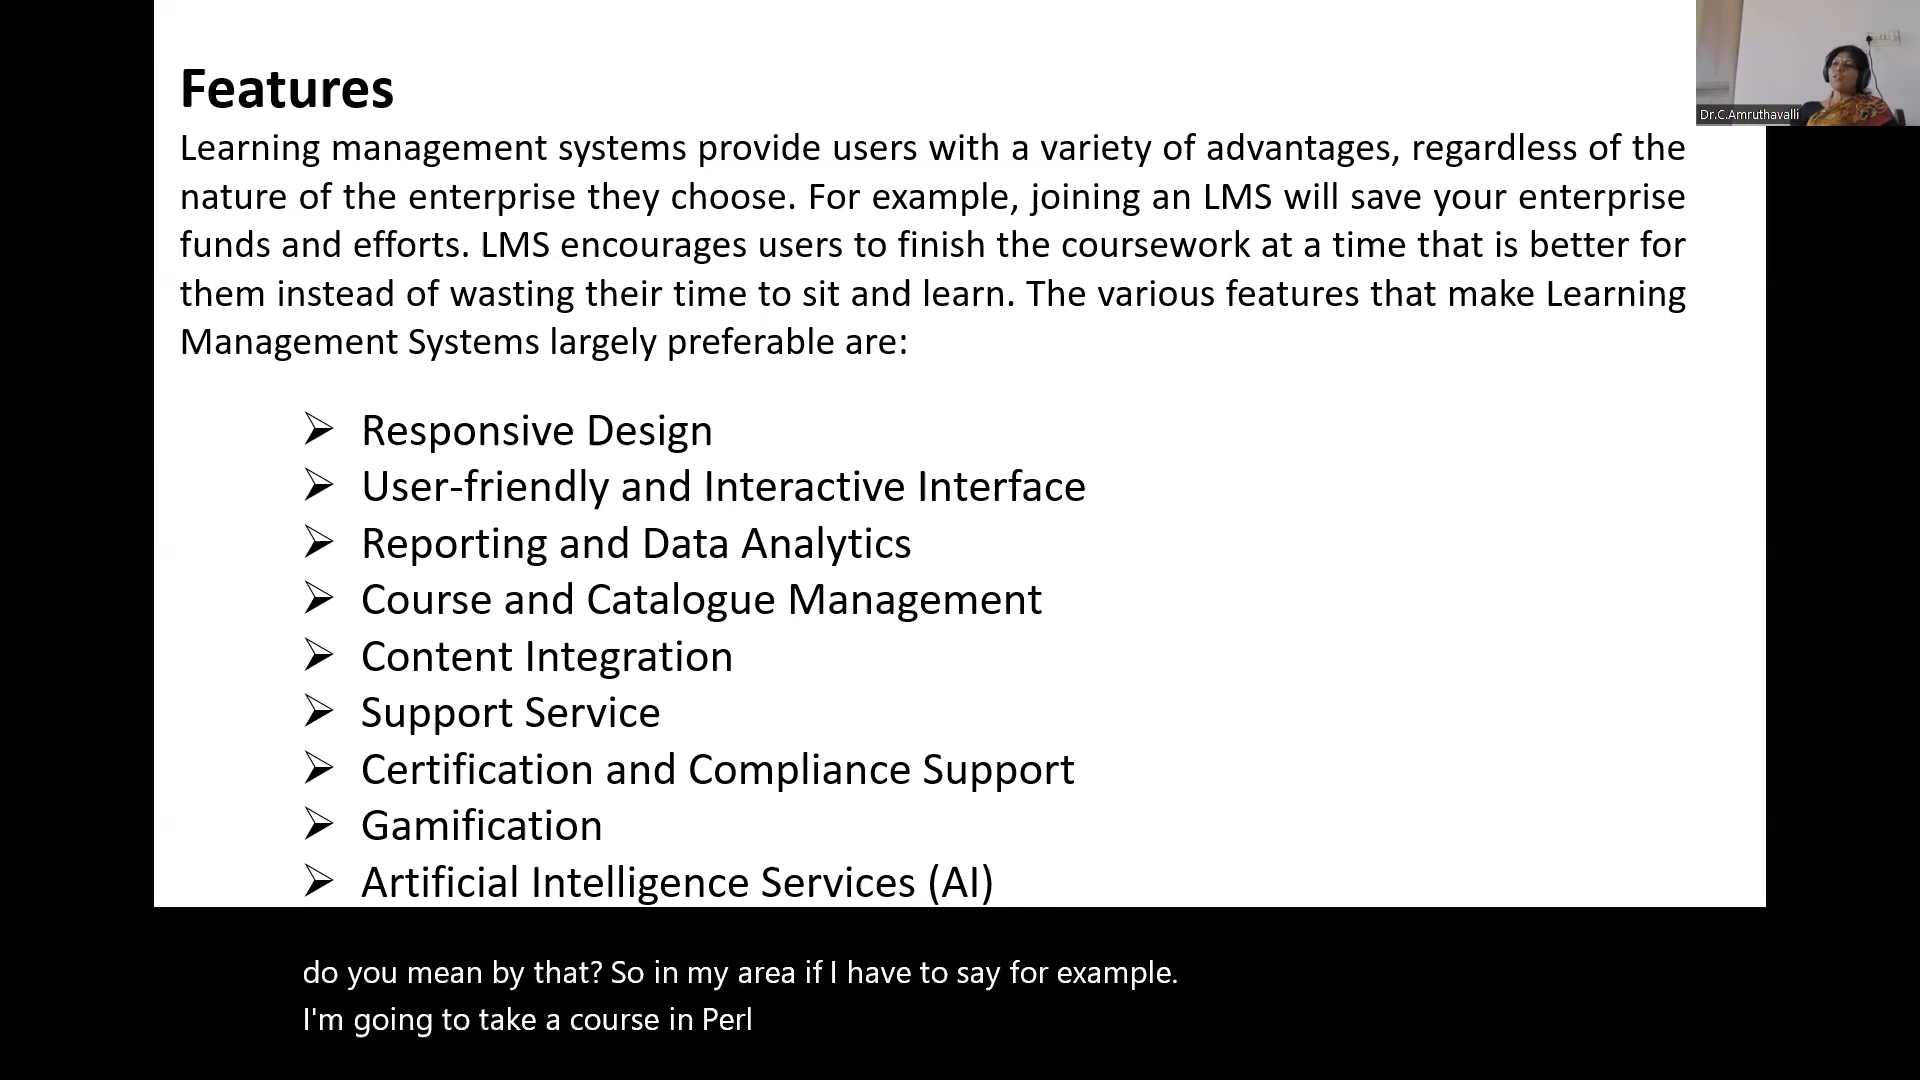 Features
Learning management systems provide users with a variety of advantages, regardless of the
nature of the enterprise they choose. For example, joining an LMS will save your enterprise
funds and efforts. LMS encourages users to finish the coursework at a time that is better for
them instead of wasting their time to sit and learn. The various features that make Learning
Management Systems largely preferable are:
➢ Responsive Design
➢ User-friendly and Interactive Interface
➢ Reporting and Data Analytics
➢ Course and Catalogue Management
➢ Content Integration
➢ Support Service
➢ Certification and Compliance Support
➢ Gamification
➢ Artificial Intelligence Services (AI)
Dr.C.Amruthavalli
do you mean by that? So in my area if I have to say for example.
I'm going to take a course in Perl